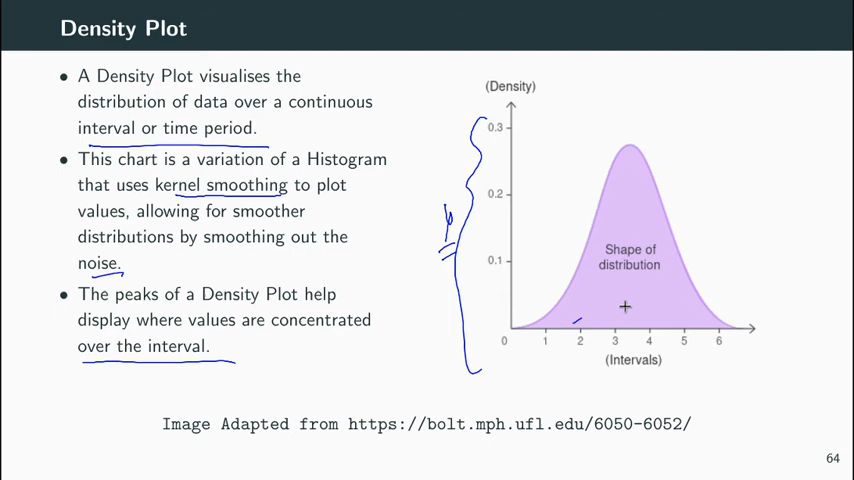 Density Plot
• A Density Plot visualises the
distribution of data over a continuous
interval or time period.
• This chart is a variation of a Histogram
that uses kernel smoothing to plot
values, allowing for smoother
distributions by smoothing out the
noise.
• The peaks of a Density Plot help
display where values are concentrated
over the interval.
(Density)
0.3
0.2
0.1
Shape of
distribution
0 1 2 3 4 5 6
(Intervals)
Image Adapted from https://bolt.mph.ufl.edu/6050-6052/
64